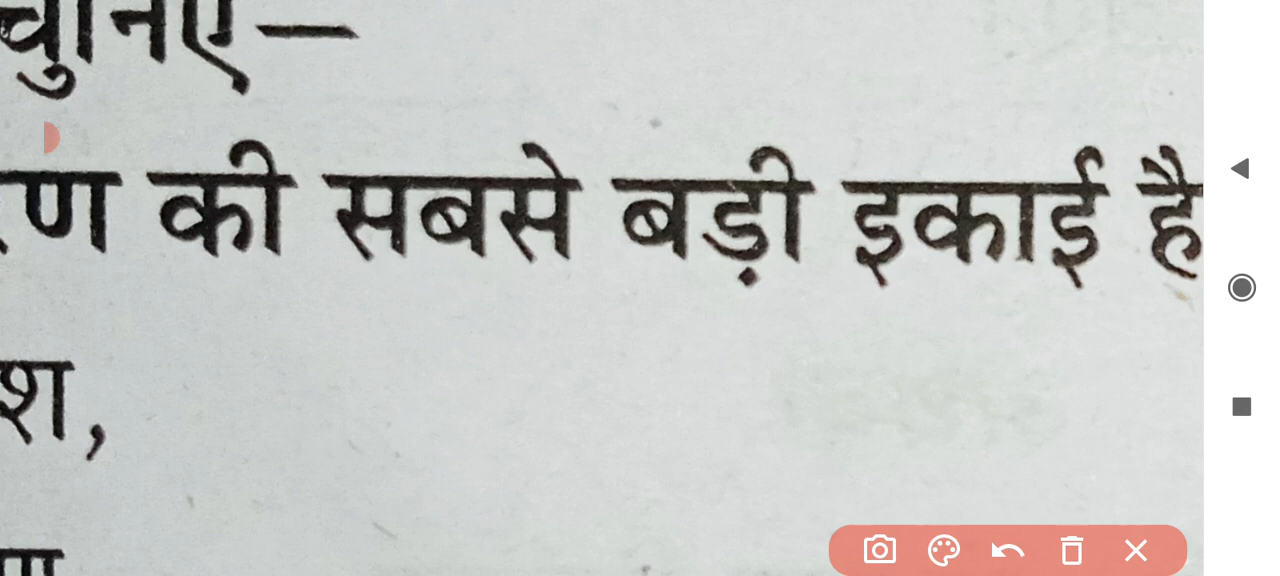 चुनिए—
ण की सबसे बड़ी इकाई है
श,